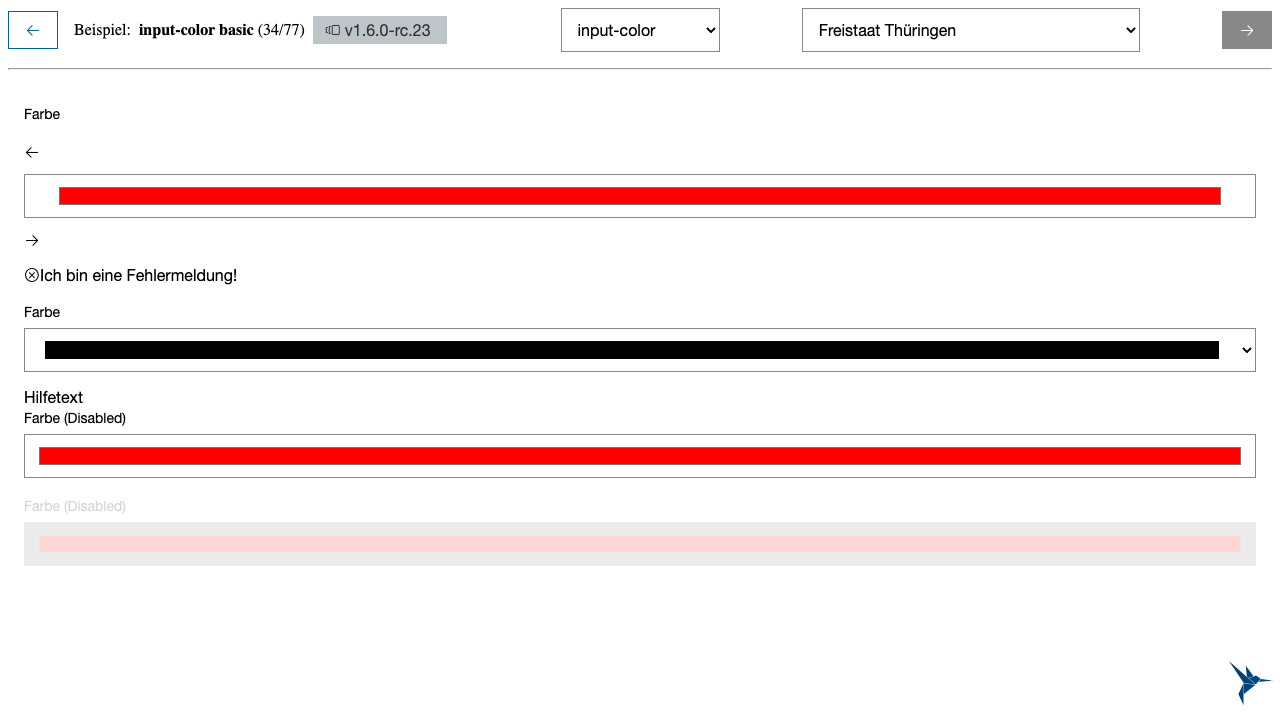 Beispiel: input-color basic (34/77) v1.6.0-rc.23 input-color Freistaat Thüringen
Farbe
Ich bin eine Fehlermeldung!
Farbe
Hilfetext
Farbe (Disabled)
Farbe (Disabled)